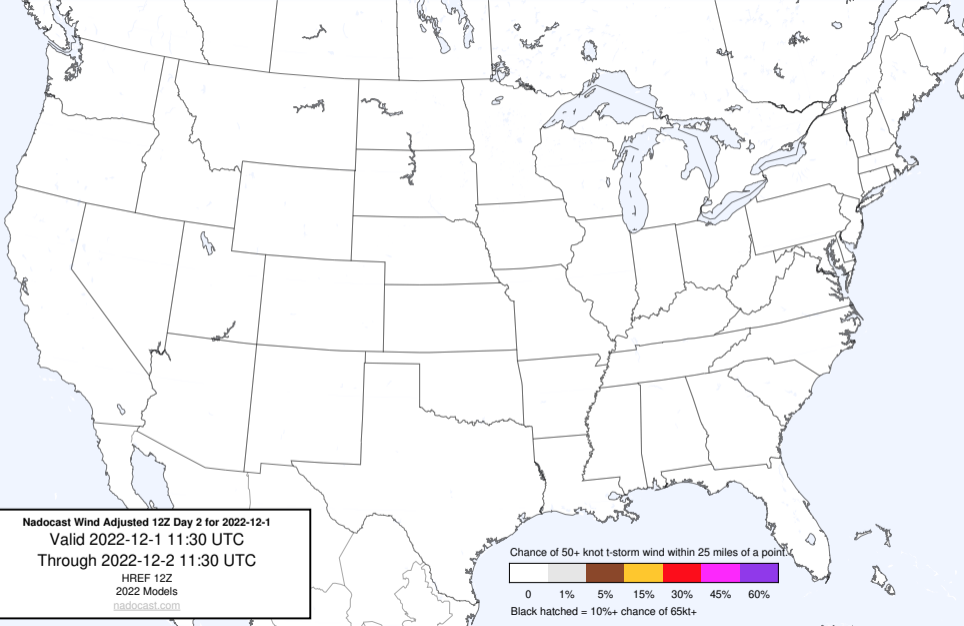 Nadocast Wind Adjusted 12Z Day 2 for 2022-12-1
Valid 2022-12-1 11:30 UTC
Through 2022-12-2 11:30 UTC
HREF 12Z
2022 Models
nadocast.com
Chance of 50+ knot t-storm wind within 25 miles of a point.
0 1% 5% 15% 30% 45% 60%
Black hatched = 10%+ chance of 65kt+